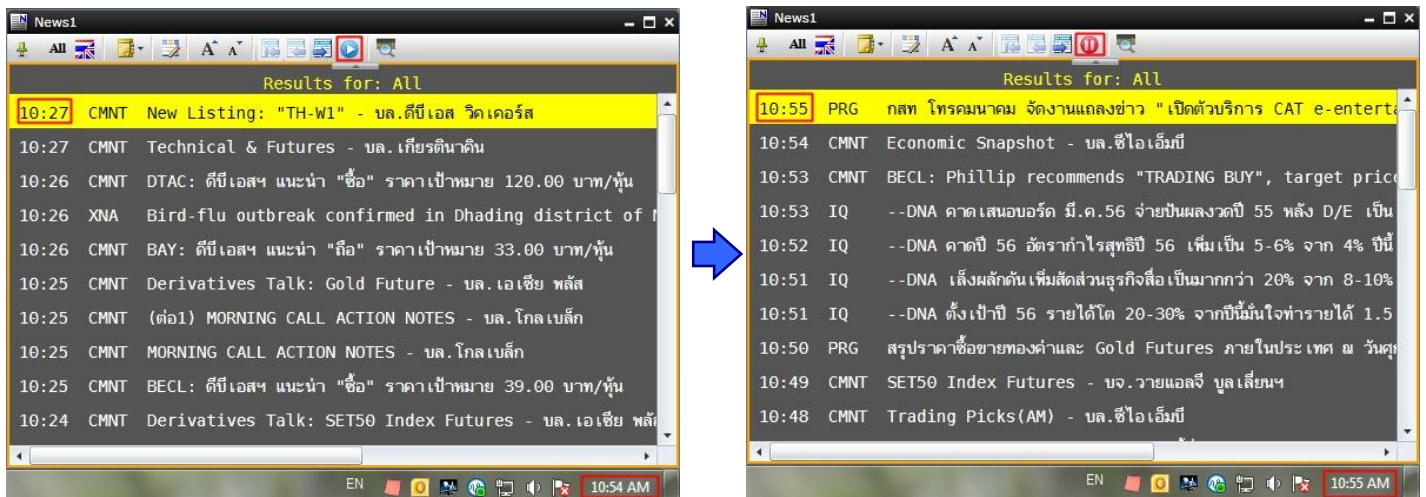 News1
All
A A
Results for: All
10:27 CMNT New Listing: "TH-W1" - บล.ดีบีเอส วิคเคอร์ส
10:27 CMNT Technical & Futures - บล.เกียรตินาคิน
10:26 CMNT DTAC: ดีบีเอสฯ แนะนำ "ซื้อ" ราคาเป้าหมาย 120.00 บาท/หุ้น
10:26 XNA Bird-flu outbreak confirmed in Dhading district of
10:26 CMNT BAY: ดีบีเอสฯ แนะนำ "ถือ" ราคาเป้าหมาย 33.00 บาท/หุ้น
10:25 CMNT Derivatives Talk: Gold Future - บล.เอเซีย พลัส
10:25 CMNT (ต่อ1) MORNING CALL ACTION NOTES - บล.โกลเบล็ก
10:25 CMNT MORNING CALL ACTION NOTES - บล.โกลเบล็ก
10:25 CMNT BECL: ดีบีเอสฯ แนะนำ "ซื้อ" ราคาเป้าหมาย 39.00 บาท/หุ้น
10:24 CMNT Derivatives Talk: SET50 Index Futures - บล.เอเซีย พลัส
EN 10:54 AM
News1
All
A A
Results for: All
10:55 PRG กสท โทรคมนาคม จัดงานแถลงข่าว "เปิดตัวบริการ CAT e-enterta
10:54 CMNT Economic Snapshot - บล.ซีไอเอ็มบี
10:53 CMNT BECL: Phillip recommends "TRADING BUY", target price
10:53 IQ --DNA คาดเสนอบอร์ด มี.ค.56 จ่ายปันผลงวดปี 55 หลัง D/E เป็น
10:52 IQ --DNA คาดปี 56 อัตรากำไรสุทธิปี 56 เพิ่มเป็น 5-6% จาก 4% ปีนี้
10:51 IQ --DNA เล็งผลักดันเพิ่มสัดส่วนธุรกิจสื่อเป็นมากกว่า 20% จาก 8-10%
10:51 IQ --DNA ตั้งเป้าปี 56 รายได้โต 20-30% จากปีนี้มั่นใจทำรายได้ 1.5
10:50 PRG สรุปราคาซื้อขายทองคำและ Gold Futures ภายในประเทศ ณ วันศุก
10:49 CMNT SET50 Index Futures - บจ.วายแอลจี บูลเลี่ยนฯ
10:48 CMNT Trading Picks(AM) - บล.ซีไอเอ็มบี
EN 10:55 AM